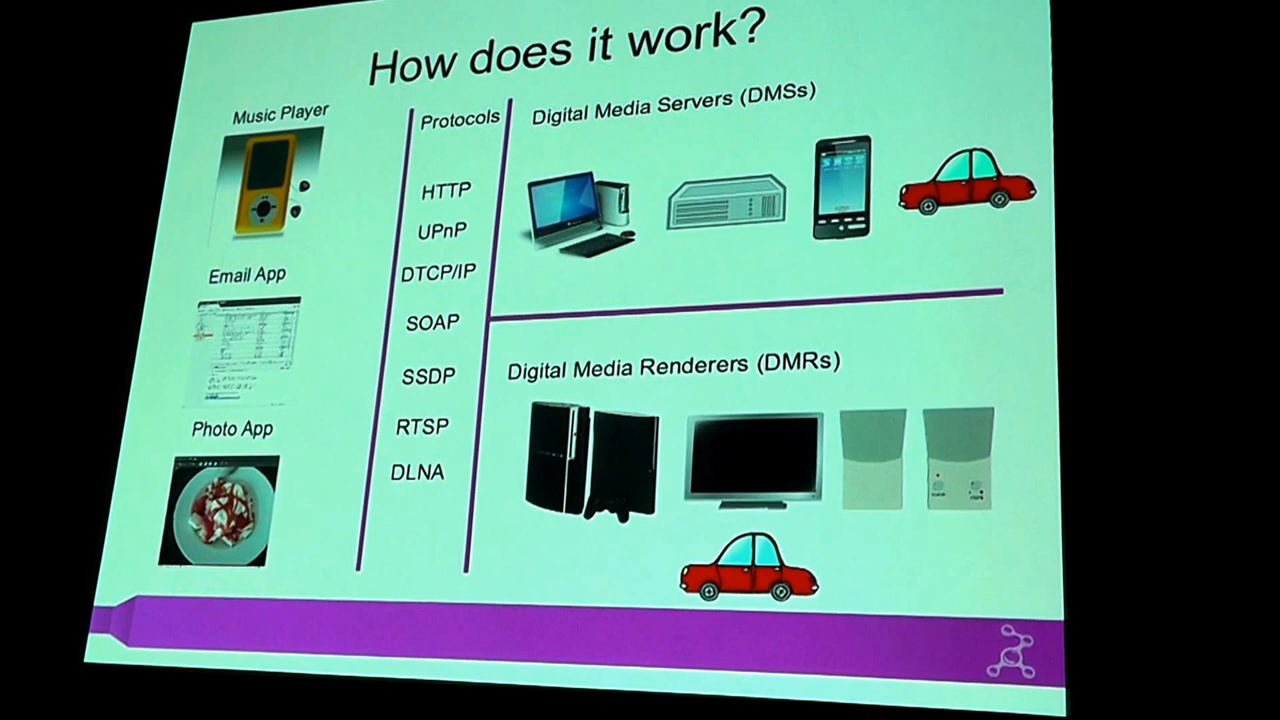 How does it work?
Music Player
Email App
Photo App
Protocols
HTTP
UPnP
DTCP/IP
SOAP
SSDP
RTSP
DLNA
Digital Media Servers (DMSs)
Digital Media Renderers (DMRs)